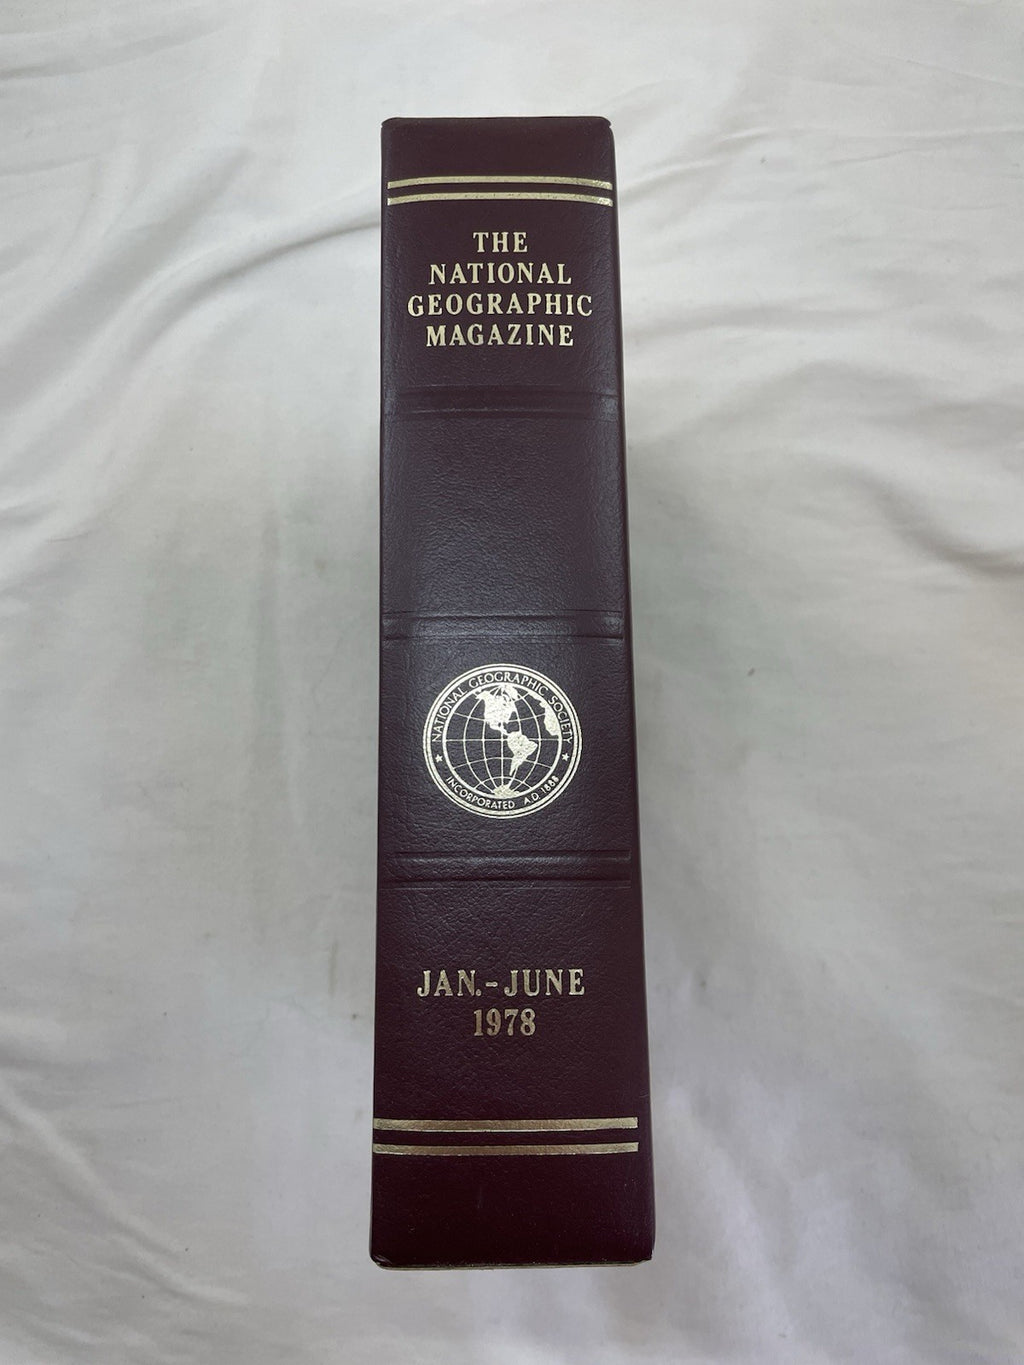 THE
NATIONAL
GEOGRAPHIC
MAGAZINE
NATIONAL GEOGRAPHIC SOCIETY
INCORPORATED A.D. 1888
JAN.-JUNE
1978